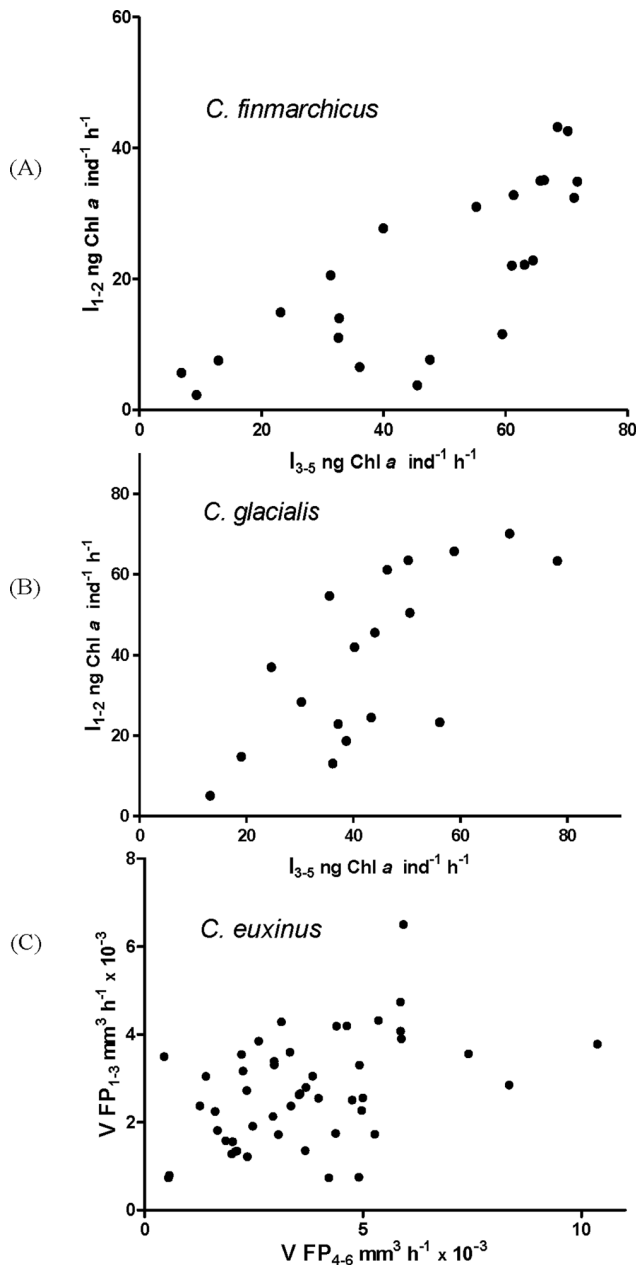 60
C. finmarchicus
(A)
I1-2 ng Chl a ind-1 h-1
40
20
0
0 20 40 60 80
I3-5 ng Chl a ind-1 h-1
80
C. glacialis
(B)
I1-2 ng Chl a ind-1 h-1
60
40
20
0
0 20 40 60 80
I3-5 ng Chl a ind-1 h-1
8
C. euxinus
(C)
V FP1-3 mm3 h-1 x 10-3
6
4
2
0
0 5 10
V FP4-6 mm3 h-1 x 10-3